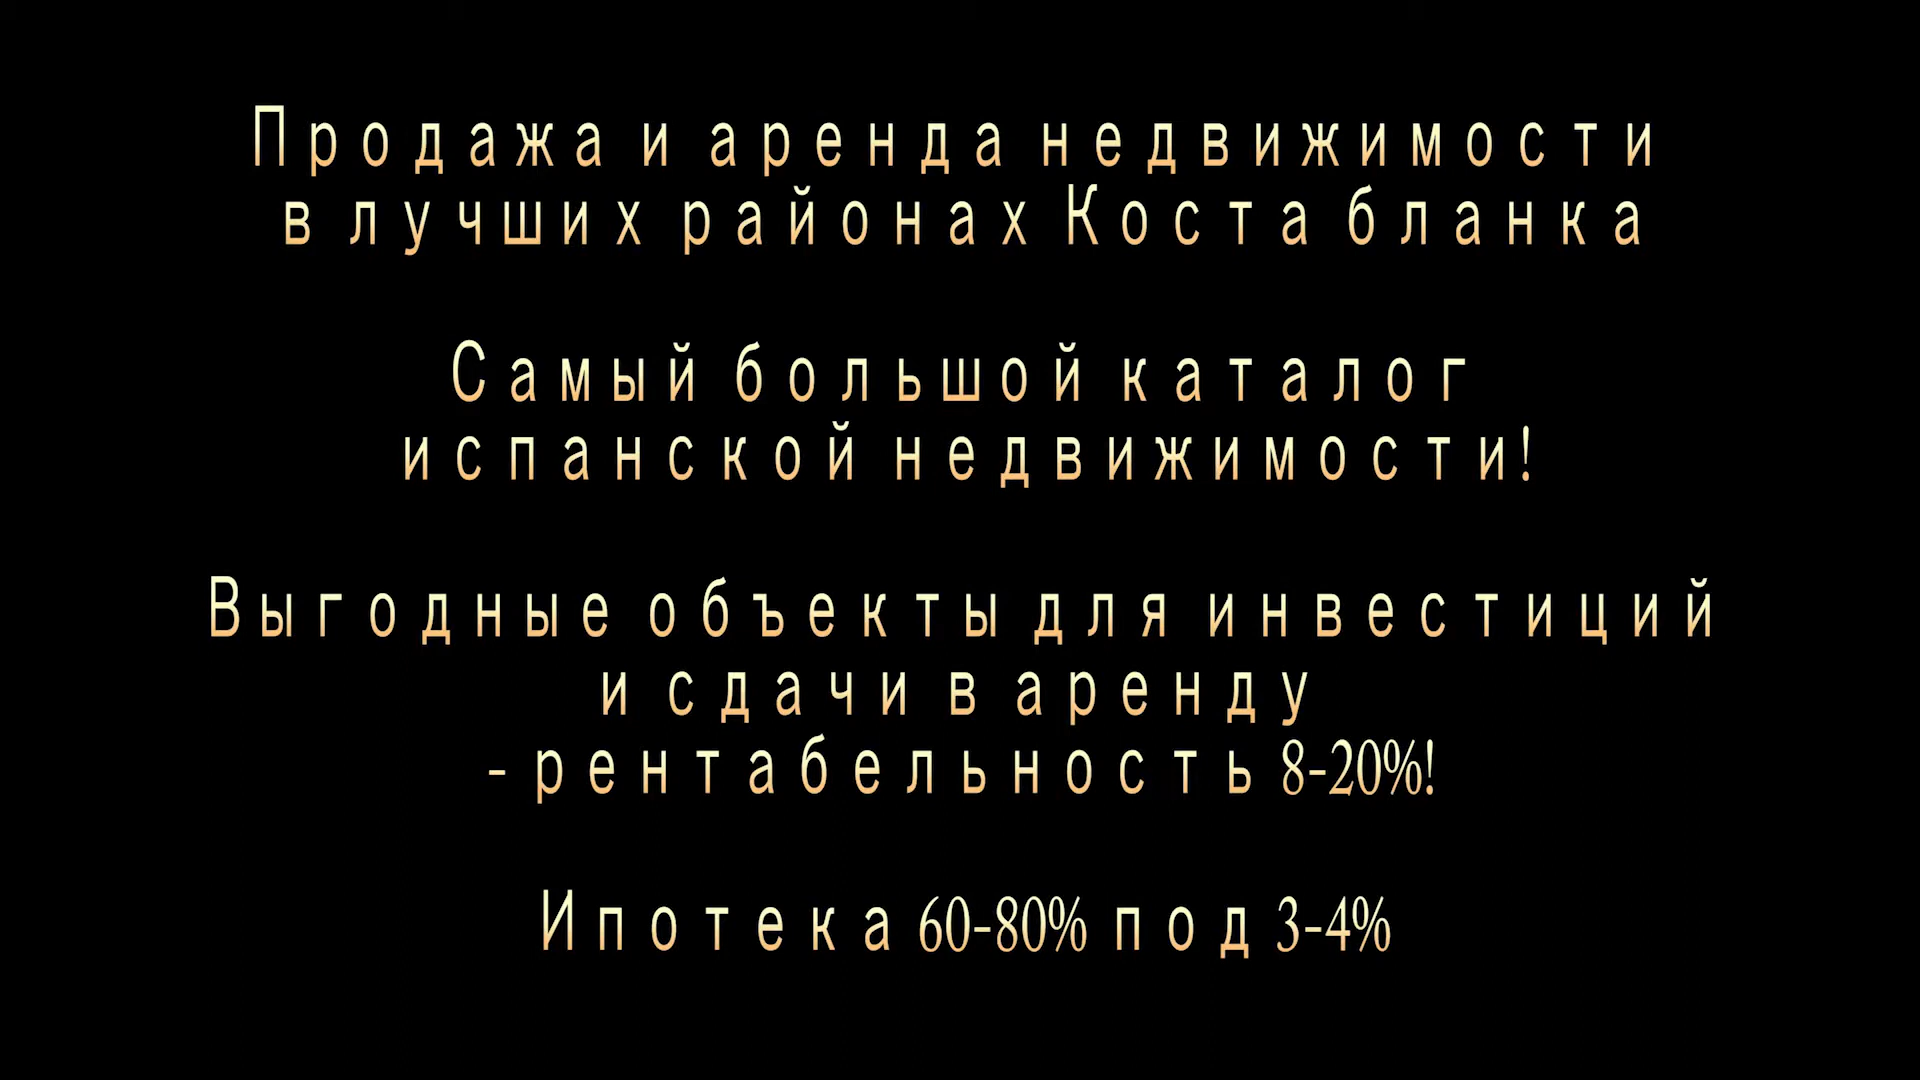 Продажа и аренда недвижимости
в лучших районах Коста бланка
Самый большой каталог
испанской недвижимости!
Выгодные объекты для инвестиций
и сдачи в аренду
- рентабельность 8-20%!
Ипотека 60-80% под 3-4%